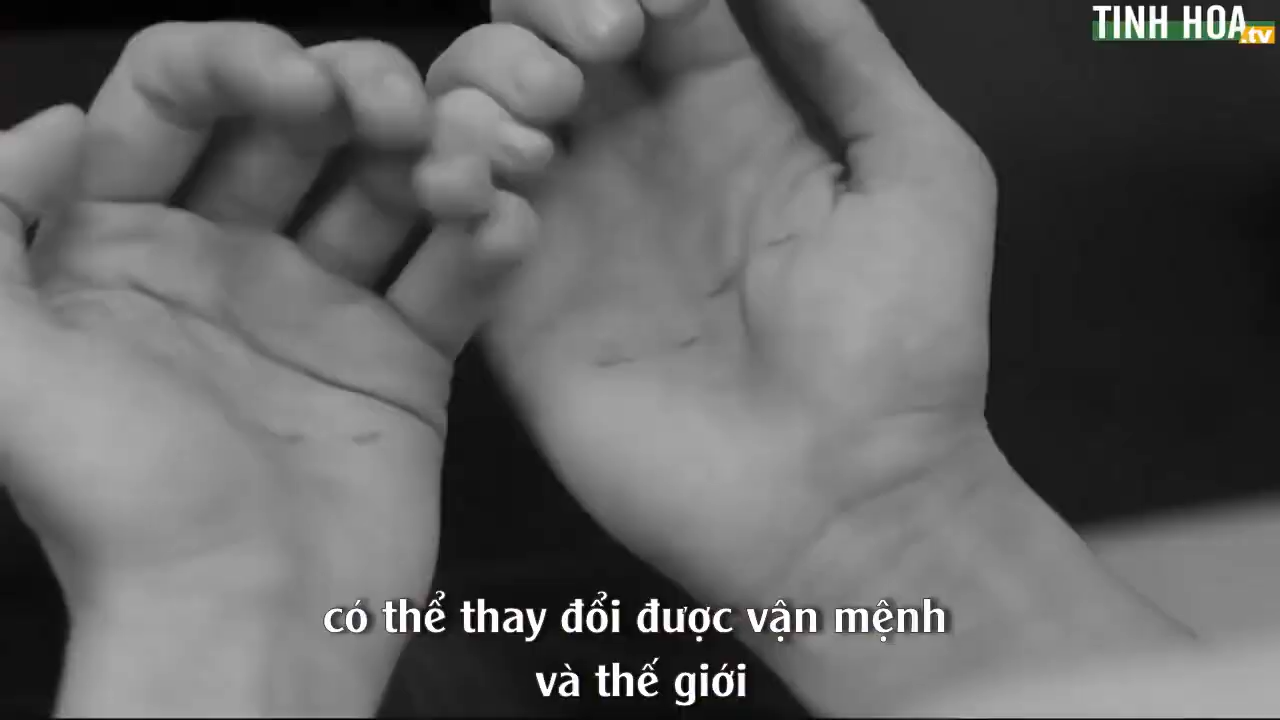 TINH HOA
.tv
có thể thay đổi được vận mệnh
và thế giới